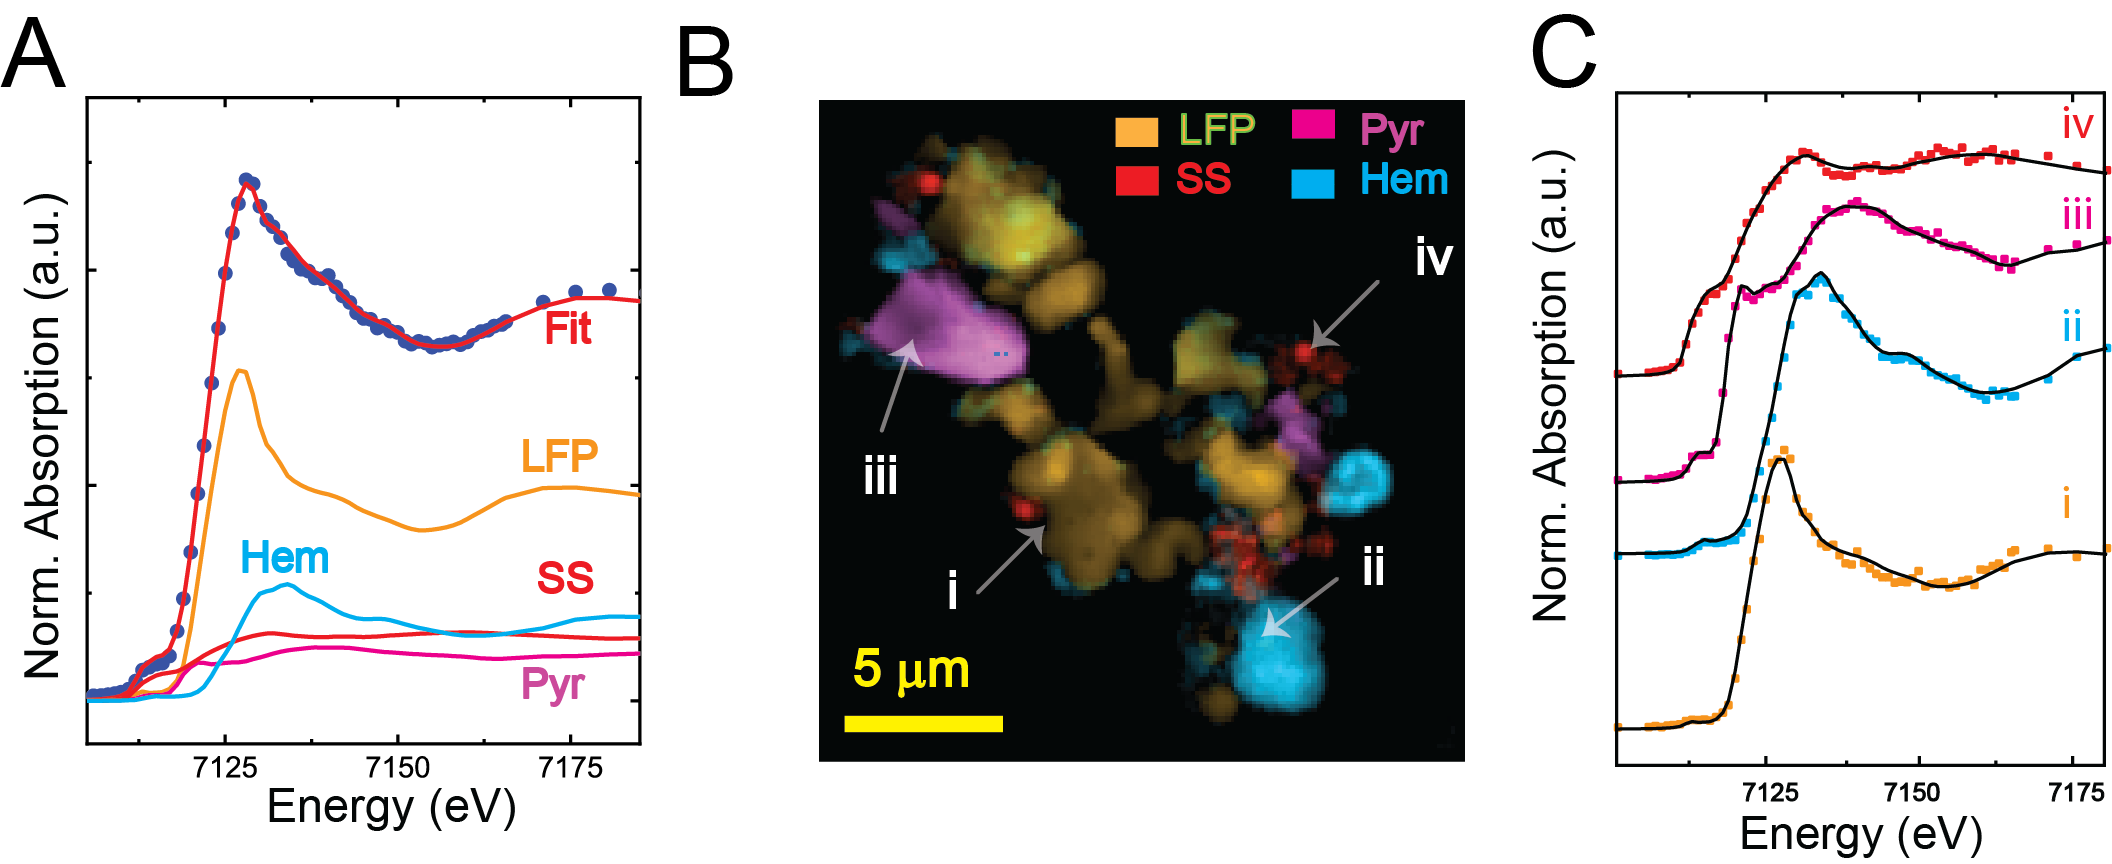 A
Norm. Absorption (a.u.)
Fit
LFP
Hem
SS
Pyr
7125 7150 7175
Energy (eV)
B
LFP Pyr
SS Hem
iv
iii
i
ii
5 μm
C
Norm. Absorption (a.u.)
iv
iii
ii
i
7125 7150 7175
Energy (eV)